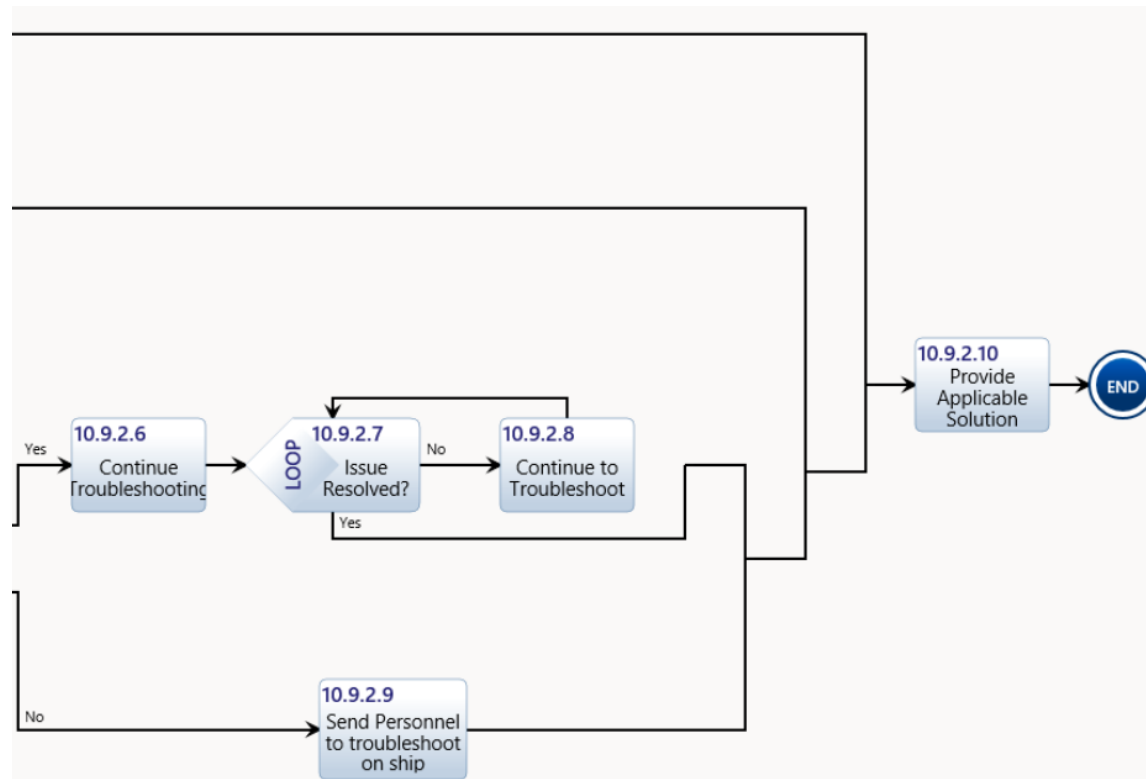 10.9.2.10
Provide
Applicable
Solution
END
Yes
10.9.2.6
Continue
Troubleshooting
LOOP
10.9.2.7
Issue
Resolved?
No
10.9.2.8
Continue to
Troubleshoot
Yes
No
10.9.2.9
Send Personnel
to troubleshoot
on ship